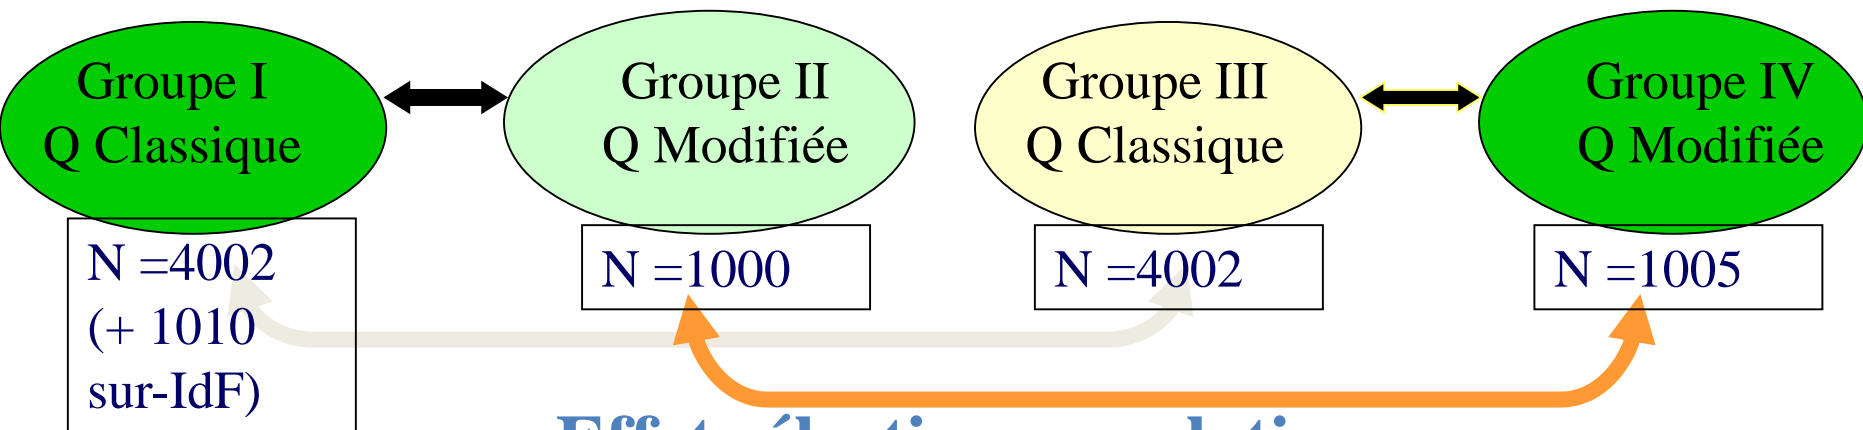 Groupe I
Q Classique
Groupe II
Q Modifiée
Groupe III
Q Classique
Groupe IV
Q Modifiée
N =4002
(+ 1010
sur-IdF)
N =1000
N =4002
N =1005